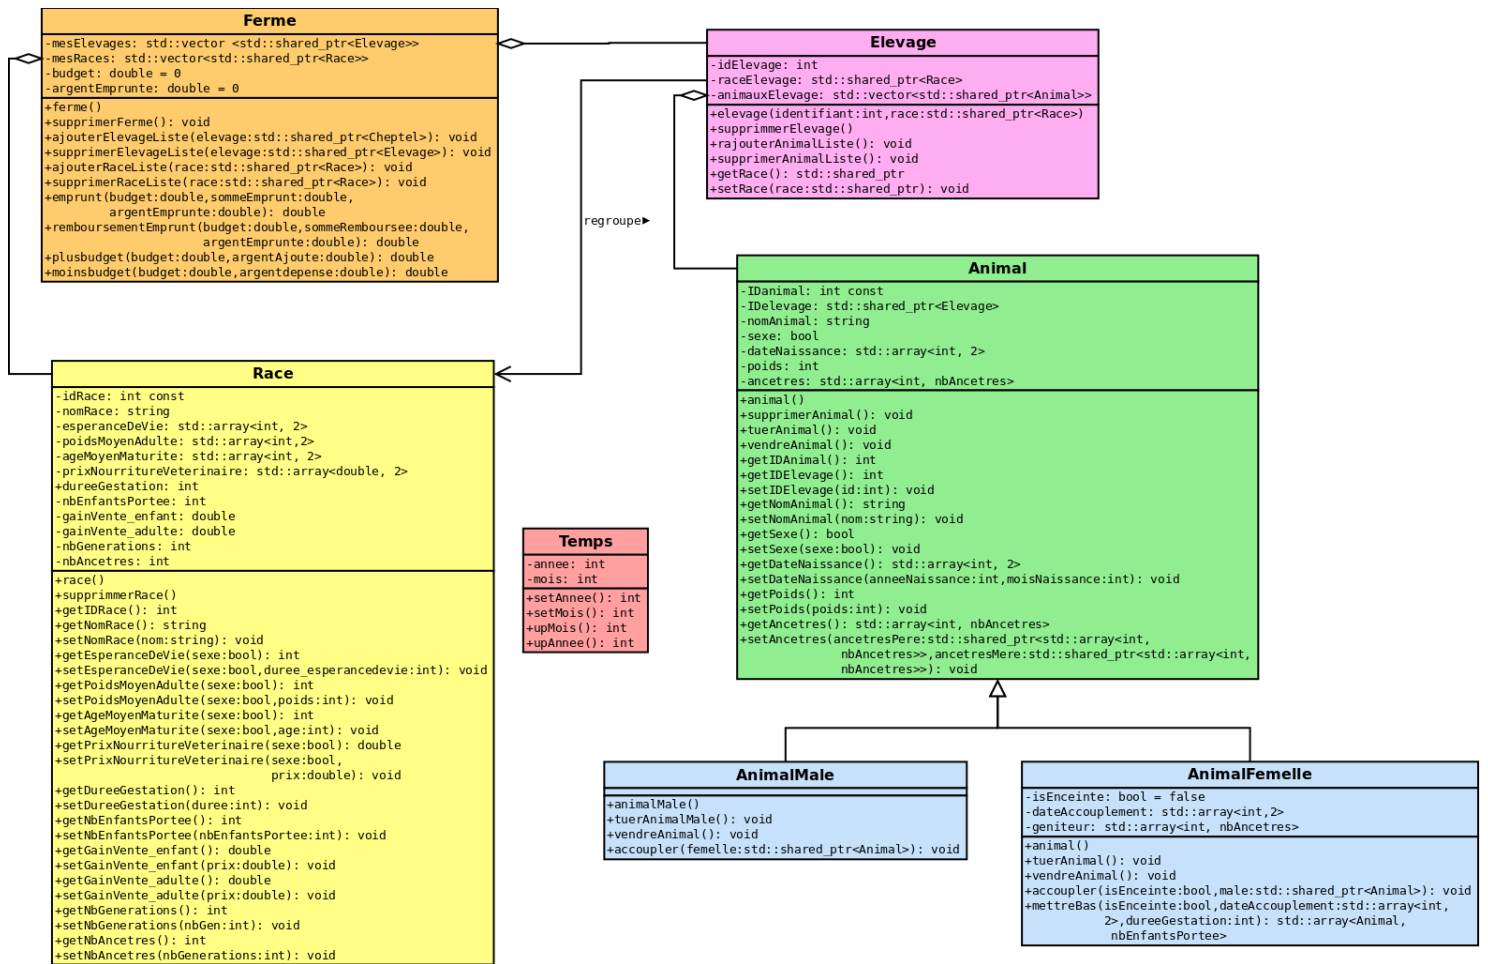 Ferme
-mesElevages: std::vector <std::shared_ptr<Elevage>>
-mesRaces: std::vector<std::shared_ptr<Race>>
-budget: double = 0
-argentEmprunte: double = 0
+ferme()
+supprimerFerme(): void
+ajouterElevageListe(elevage:std::shared_ptr<Cheptel>): void
+supprimerElevageListe(elevage:std::shared_ptr<Elevage>): void
+ajouterRaceListe(race:std::shared_ptr<Race>): void
+supprimerRaceListe(race:std::shared_ptr<Race>): void
+emprunt(budget:double,sommeEmprunt:double,
argentEmprunte:double): double
+remboursementEmprunt(budget:double,sommeRemboursee:double,
argentEmprunte:double): double
+plusbudget(budget:double,argentAjoute:double): double
+moinsbudget(budget:double,argentdepense:double): double
Elevage
-idElevage: int
-raceElevage: std::shared_ptr<Race>
-animauxElevage: std::vector<std::shared_ptr<Animal>>
+elevage(identifiant:int,race:std::shared_ptr<Race>)
+supprimmerElevage()
+rajouterAnimalListe(): void
+supprimerAnimalListe(): void
+getRace(): std::shared_ptr
+setRace(race:std::shared_ptr): void
regroupe►
Race
-idRace: int const
-nomRace: string
-esperanceDeVie: std::array<int, 2>
-poidsMoyenAdulte: std::array<int,2>
-ageMoyenMaturite: std::array<int, 2>
-prixNourritureVeterinaire: std::array<double, 2>
+dureeGestation: int
-nbEnfantsPortee: int
-gainVente_enfant: double
-gainVente_adulte: double
-nbGenerations: int
-nbAncetres: int
+race()
+supprimmerRace()
+getIDRace(): int
+getNomRace(): string
+setNomRace(nom:string): void
+getEsperanceDeVie(sexe:bool): int
+setEsperanceDeVie(sexe:bool,duree_esperancedevie:int): void
+getPoidsMoyenAdulte(sexe:bool): int
+setPoidsMoyenAdulte(sexe:bool,poids:int): void
+getAgeMoyenMaturite(sexe:bool): int
+setAgeMoyenMaturite(sexe:bool,age:int): void
+getPrixNourritureVeterinaire(sexe:bool): double
+setPrixNourritureVeterinaire(sexe:bool,
prix:double): void
+getDureeGestation(): int
+setDureeGestation(duree:int): void
+getNbEnfantsPortee(): int
+setNbEnfantsPortee(nbEnfantsPortee:int): void
+getGainVente_enfant(): double
+setGainVente_enfant(prix:double): void
+getGainVente_adulte(): double
+setGainVente_adulte(prix:double): void
+getNbGenerations(): int
+setNbGenerations(nbGen:int): void
+getNbAncetres(): int
+setNbAncetres(nbGenerations:int): void
Temps
-annee: int
-mois: int
+setAnnee(): int
+setMois(): int
+upMois(): int
+upAnnee(): int
Animal
-IDanimal: int const
-IDelevage: std::shared_ptr<Elevage>
-nomAnimal: string
-sexe: bool
-dateNaissance: std::array<int, 2>
-poids: int
-ancetres: std::array<int, nbAncetres>
+animal()
+supprimerAnimal(): void
+tuerAnimal(): void
+vendreAnimal(): void
+getIDAnimal(): int
+getIDElevage(): int
+setIDElevage(id:int): void
+getNomAnimal(): string
+setNomAnimal(nom:string): void
+getSexe(): bool
+setSexe(sexe:bool): void
+getDateNaissance(): std::array<int, 2>
+setDateNaissance(anneeNaissance:int,moisNaissance:int): void
+getPoids(): int
+setPoids(poids:int): void
+getAncetres(): std::array<int, nbAncetres>
+setAncetres(ancetresPere:std::shared_ptr<std::array<int,
nbAncetres>>,ancetresMere:std::shared_ptr<std::array<int,
nbAncetres>>): void
AnimalMale
+animalMale()
+tuerAnimalMale(): void
+vendreAnimal(): void
+accoupler(femelle:std::shared_ptr<Animal>): void
AnimalFemelle
-isEnceinte: bool = false
-dateAccouplement: std::array<int,2>
-geniteur: std::array<int, nbAncetres>
+animal()
+tuerAnimal(): void
+vendreAnimal(): void
+accoupler(isEnceinte:bool,male:std::shared_ptr<Animal>): void
+mettreBas(isEnceinte:bool,dateAccouplement:std::array<int,
2>,dureeGestation:int): std::array<Animal,
nbEnfantsPortee>